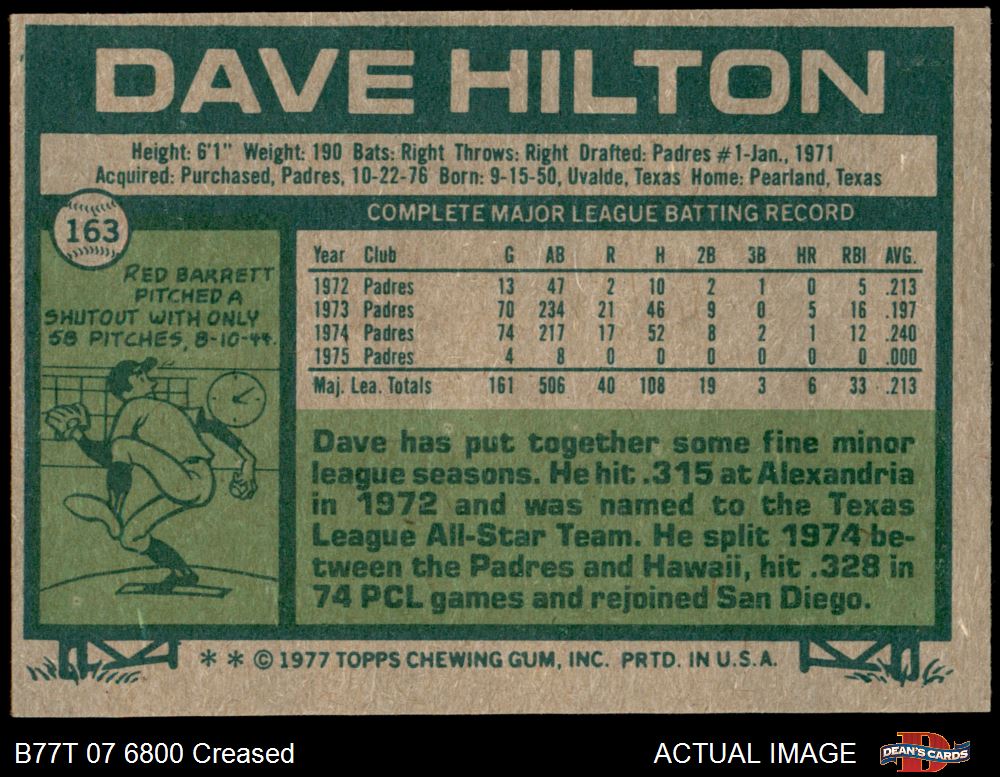 DAVE HILTON
Height: 6'1" Weight: 190 Bats: Right Throws: Right Drafted: Padres #1-Jan., 1971
Acquired: Purchased, Padres, 10-22-76 Born: 9-15-50, Uvalde, Texas Home: Pearland, Texas
163
RED BARRETT
PITCHED A
SHUTOUT WITH ONLY
58 PITCHES, 8-10-44.
COMPLETE MAJOR LEAGUE BATTING RECORD
Year Club G AB R H 2B 3B HR RBI AVG.
1972 Padres 13 47 2 10 2 1 0 5 .213
1973 Padres 70 234 21 46 9 0 5 16 .197
1974 Padres 74 217 17 52 8 2 1 12 .240
1975 Padres 4 8 0 0 0 0 0 0 .000
Maj. Lea. Totals 161 506 40 108 19 3 6 33 .213
Dave has put together some fine minor
league seasons. He hit .315 at Alexandria
in 1972 and was named to the Texas
League All-Star Team. He split 1974 be-
tween the Padres and Hawaii, hit .328 in
74 PCL games and rejoined San Diego.
* * © 1977 TOPPS CHEWING GUM, INC. PRTD. IN U.S.A.
B77T 07 6800 Creased
ACTUAL IMAGE
DEAN'S CARDS